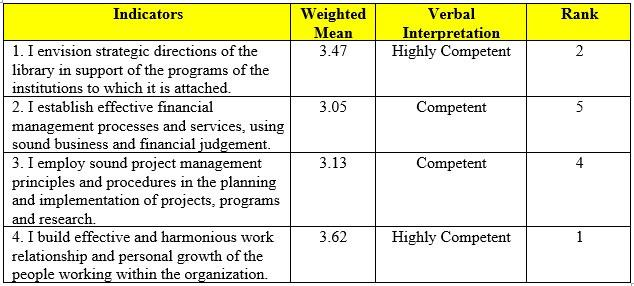 Indicators Weighted Mean Verbal Interpretation Rank
1. I envision strategic directions of the library in support of the programs of the institutions to which it is attached. 3.47 Highly Competent 2
2. I establish effective financial management processes and services, using sound business and financial judgement. 3.05 Competent 5
3. I employ sound project management principles and procedures in the planning and implementation of projects, programs and research. 3.13 Competent 4
4. I build effective and harmonious work relationship and personal growth of the people working within the organization. 3.62 Highly Competent 1